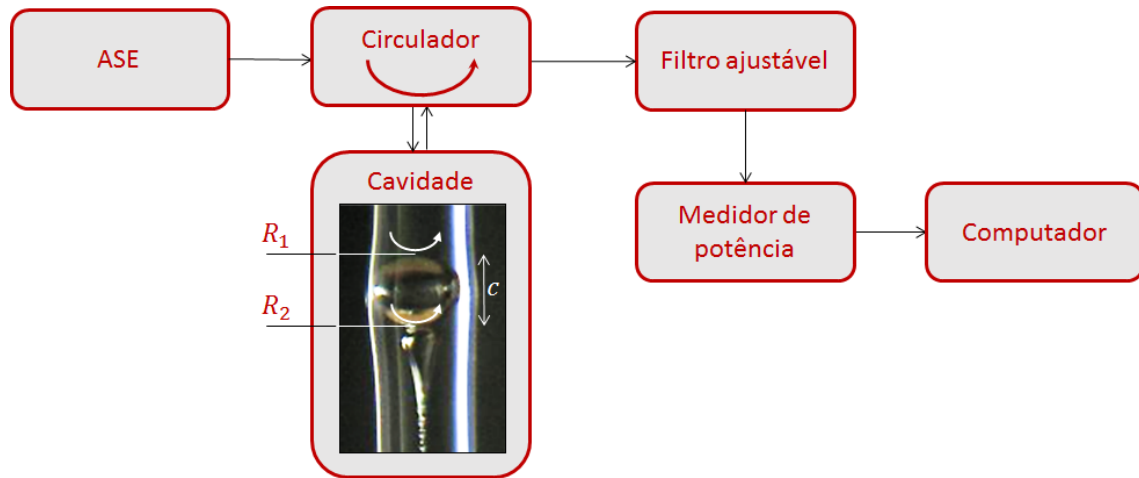 ASE
Circulador
Filtro ajustável
Cavidade
R₁
R₂
c
Medidor de
potência
Computador